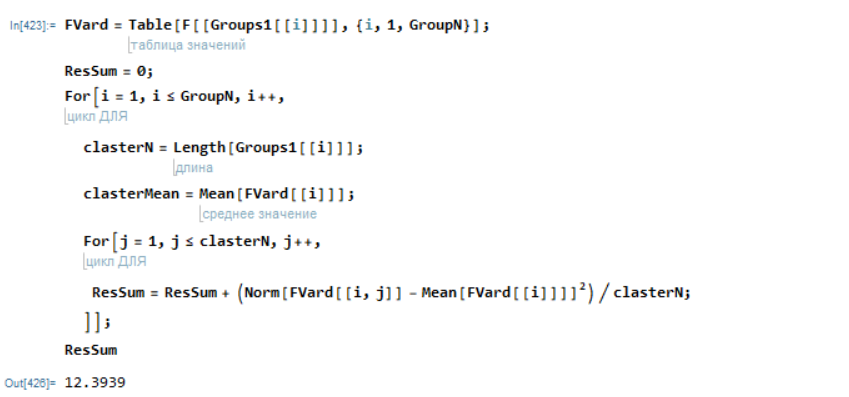 In[423]:= FVard = Table[F[[Groups1[[i]]]], {i, 1, GroupN}];
таблица значений
ResSum = 0;
For[i = 1, i ≤ GroupN, i++,
цикл ДЛЯ
clasterN = Length[Groups1[[i]]];
длина
clasterMean = Mean[FVard[[i]]];
среднее значение
For[j = 1, j ≤ clasterN, j++,
цикл ДЛЯ
ResSum = ResSum + (Norm[FVard[[i, j]] - Mean[FVard[[i]]]]²) / clasterN;
]];
ResSum
Out[426]= 12.3939